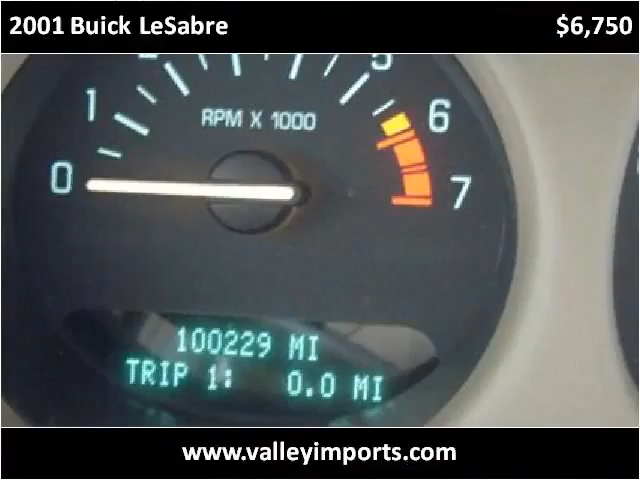 2001 Buick LeSabre $6,750
5
1 6
RPM X 1000
0 7
100229 MI
TRIP 1: 0.0 MI
www.valleyimports.com